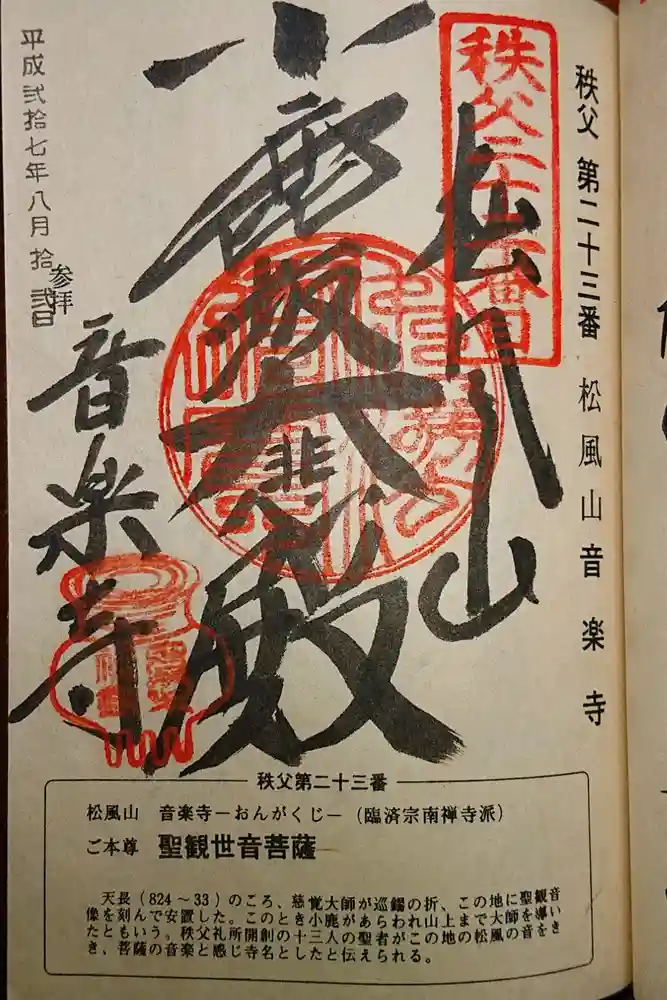 秩父 第二十三番 松風山音楽寺
秩父二十三番
松風山
小鹿坂大悲殿
音楽寺
平成弐拾七年八月拾弐日
参拝
秩父第二十三番
松風山 音楽寺－おんがくじ－（臨済宗南禅寺派）
ご本尊 聖観世音菩薩
天長（824～33）のころ、慈覚大師が巡錫の折、この地に聖観音
像を刻んで安置した。このとき小鹿があらわれ山上まで大師を導い
たともいう。秩父札所開創の十三人の聖者がこの地の松風の音をき
き、菩薩の音楽と感じ寺名としたと伝えられる。